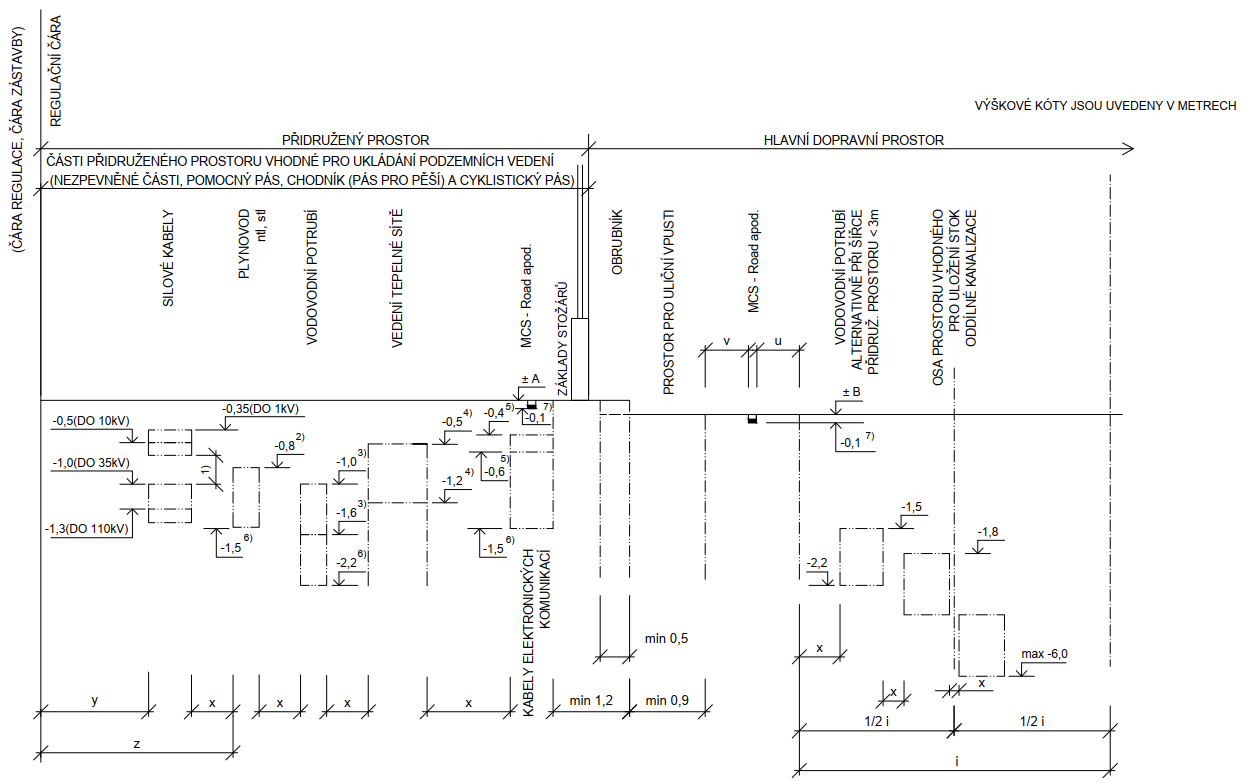 (ČÁRA REGULACE, ČÁRA ZÁSTAVBY)
REGULAČNÍ ČÁRA
VÝŠKOVÉ KÓTY JSOU UVEDENY V METRECH
PŘIDRUŽENÝ PROSTOR
HLAVNÍ DOPRAVNÍ PROSTOR
ČÁSTI PŘIDRUŽENÉHO PROSTORU VHODNÉ PRO UKLÁDÁNÍ PODZEMNÍCH VEDENÍ
(NEZPEVNĚNÉ ČÁSTI, POMOCNÝ PÁS, CHODNÍK (PÁS PRO PĚŠÍ) A CYKLISTICKÝ PÁS)
SILOVÉ KABELY
PLYNOVOD
ntl, stl
VODOVODNÍ POTRUBÍ
VEDENÍ TEPELNÉ SÍTĚ
MCS - Road apod.
ZÁKLADY STOŽÁRŮ
OBRUBNÍK
PROSTOR PRO ULIČNÍ VPUSTI
MCS - Road apod.
VODOVODNÍ POTRUBÍ
ALTERNATIVNĚ PŘI ŠÍŘCE
PŘIDRUŽ. PROSTORU < 3m
OSA PROSTORU VHODNÉHO
PRO ULOŽENÍ STOK
ODDÍLNÉ KANALIZACE
v
u
± A
± B
-0,35(DO 1kV)
-0,5(DO 10kV)
-1,0(DO 35kV)
-1,3(DO 110kV)
1)
-0,8 2)
-1,5 6)
-1,0 3)
-1,6 3)
-2,2 6)
-0,5 4)
-1,2 4)
-0,4 5)
-0,1 7)
-0,6 5)
-1,5 6)
-0,1 7)
-1,5
-2,2
-1,8
max -6,0
KABELY ELEKTRONICKÝCH
KOMUNIKACÍ
min 0,5
y
x
x
x
x
min 1,2
min 0,9
x
x
x
z
1/2 i
1/2 i
i